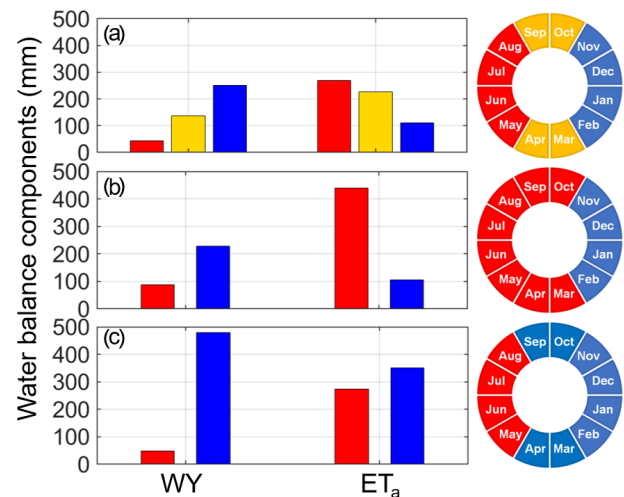 Water balance components (mm)
(a)
500
400
300
200
100
0
Sep Oct
Aug Nov
Jul Dec
Jun Jan
May Feb
Apr Mar
(b)
500
400
300
200
100
0
Sep Oct
Aug Nov
Jul Dec
Jun Jan
May Feb
Apr Mar
(c)
500
400
300
200
100
0
Sep Oct
Aug Nov
Jul Dec
Jun Jan
May Feb
Apr Mar
WY ETa